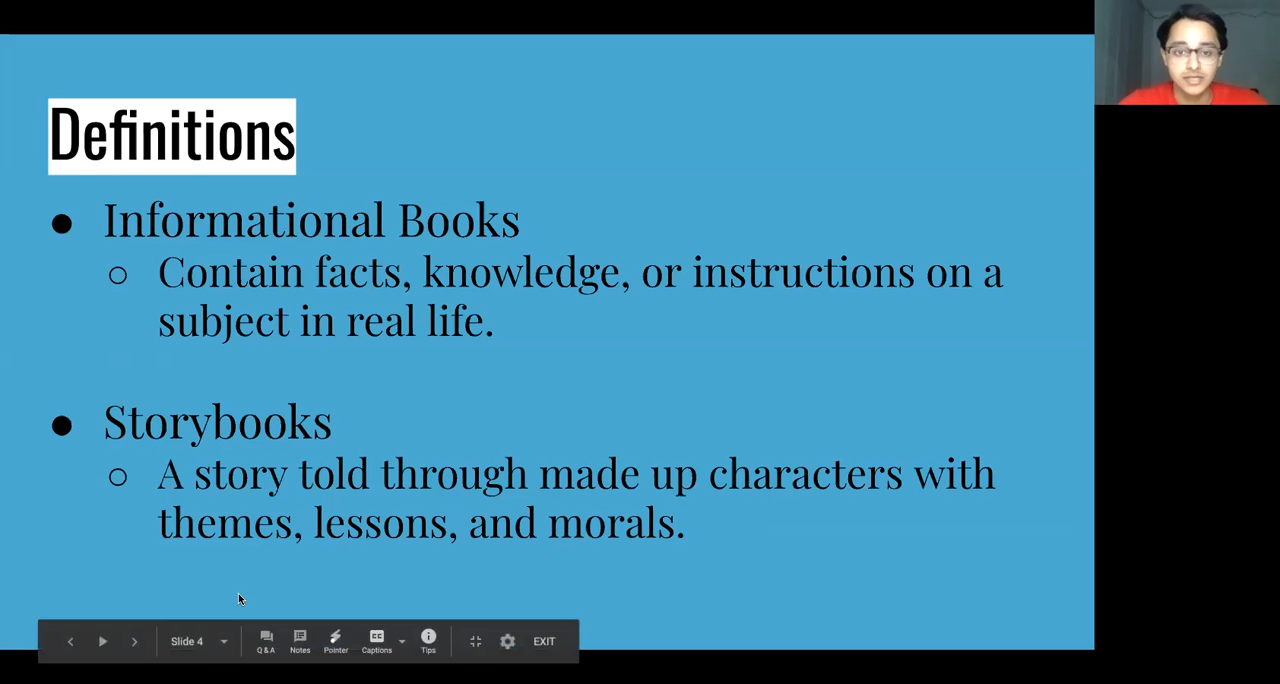 Definitions
● Informational Books
○ Contain facts, knowledge, or instructions on a
subject in real life.
● Storybooks
○ A story told through made up characters with
themes, lessons, and morals.
Slide 4
Q & A
Notes
Pointer
CC
Captions
Tips
EXIT